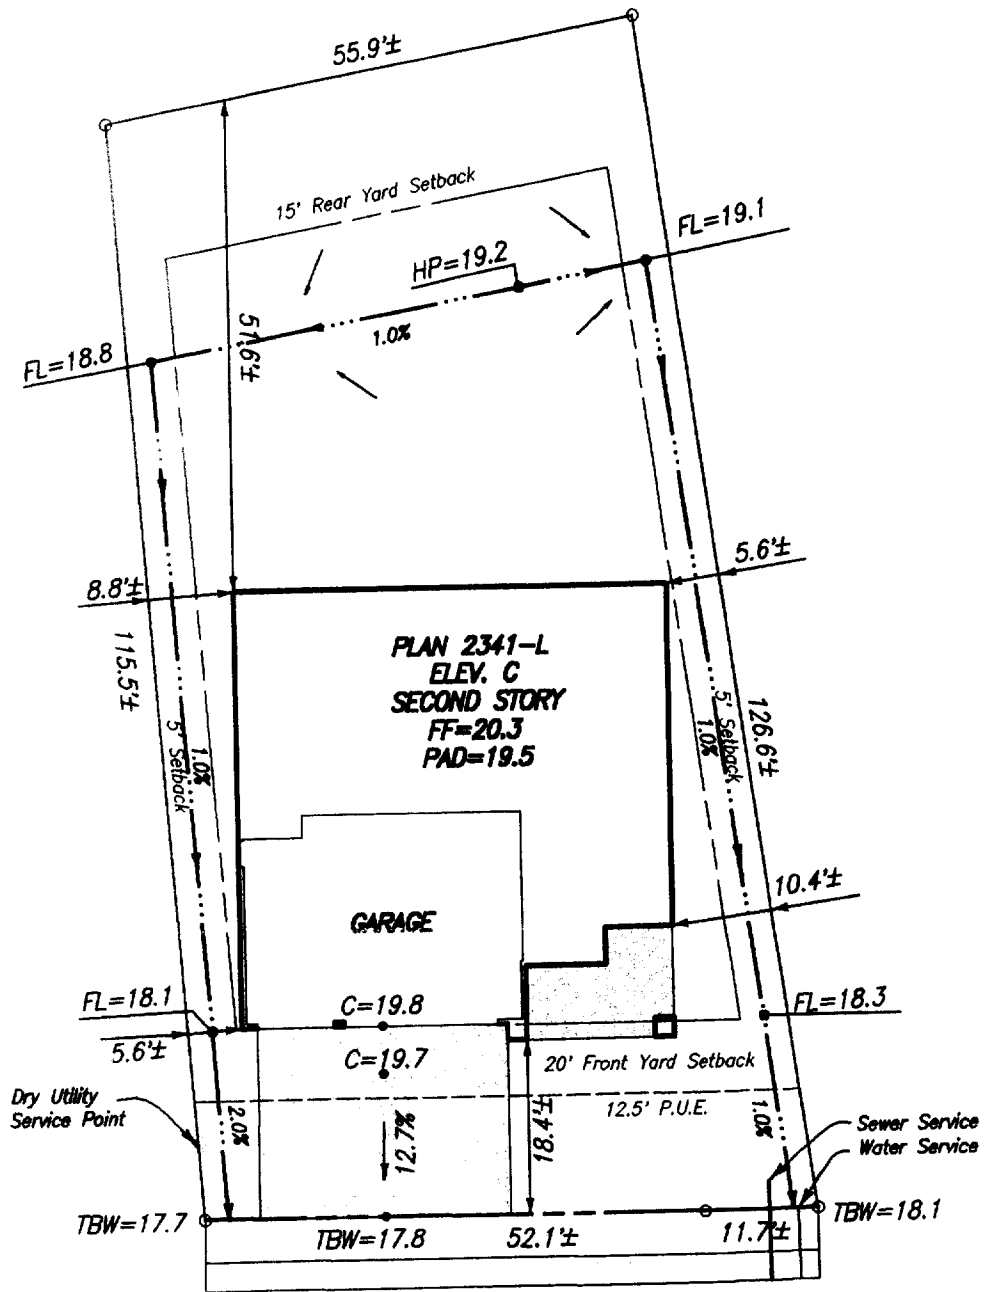 55.9'±
15' Rear Yard Setback
FL=19.1
HP=19.2
1.0%
51.6'±
FL=18.8
5.6'±
8.8'±
115.5'±
PLAN 2341-L
ELEV. C
SECOND STORY
FF=20.3
PAD=19.5
5' Setback
1.0%
5' Setback
1.0%
126.6'±
10.4'±
GARAGE
FL=18.1
C=19.8
FL=18.3
5.6'±
C=19.7
20' Front Yard Setback
Dry Utility
Service Point
2.0%
12.7%
18.4'±
12.5' P.U.E.
1.0%
Sewer Service
Water Service
TBW=17.7
TBW=17.8
52.1'±
11.7'±
TBW=18.1